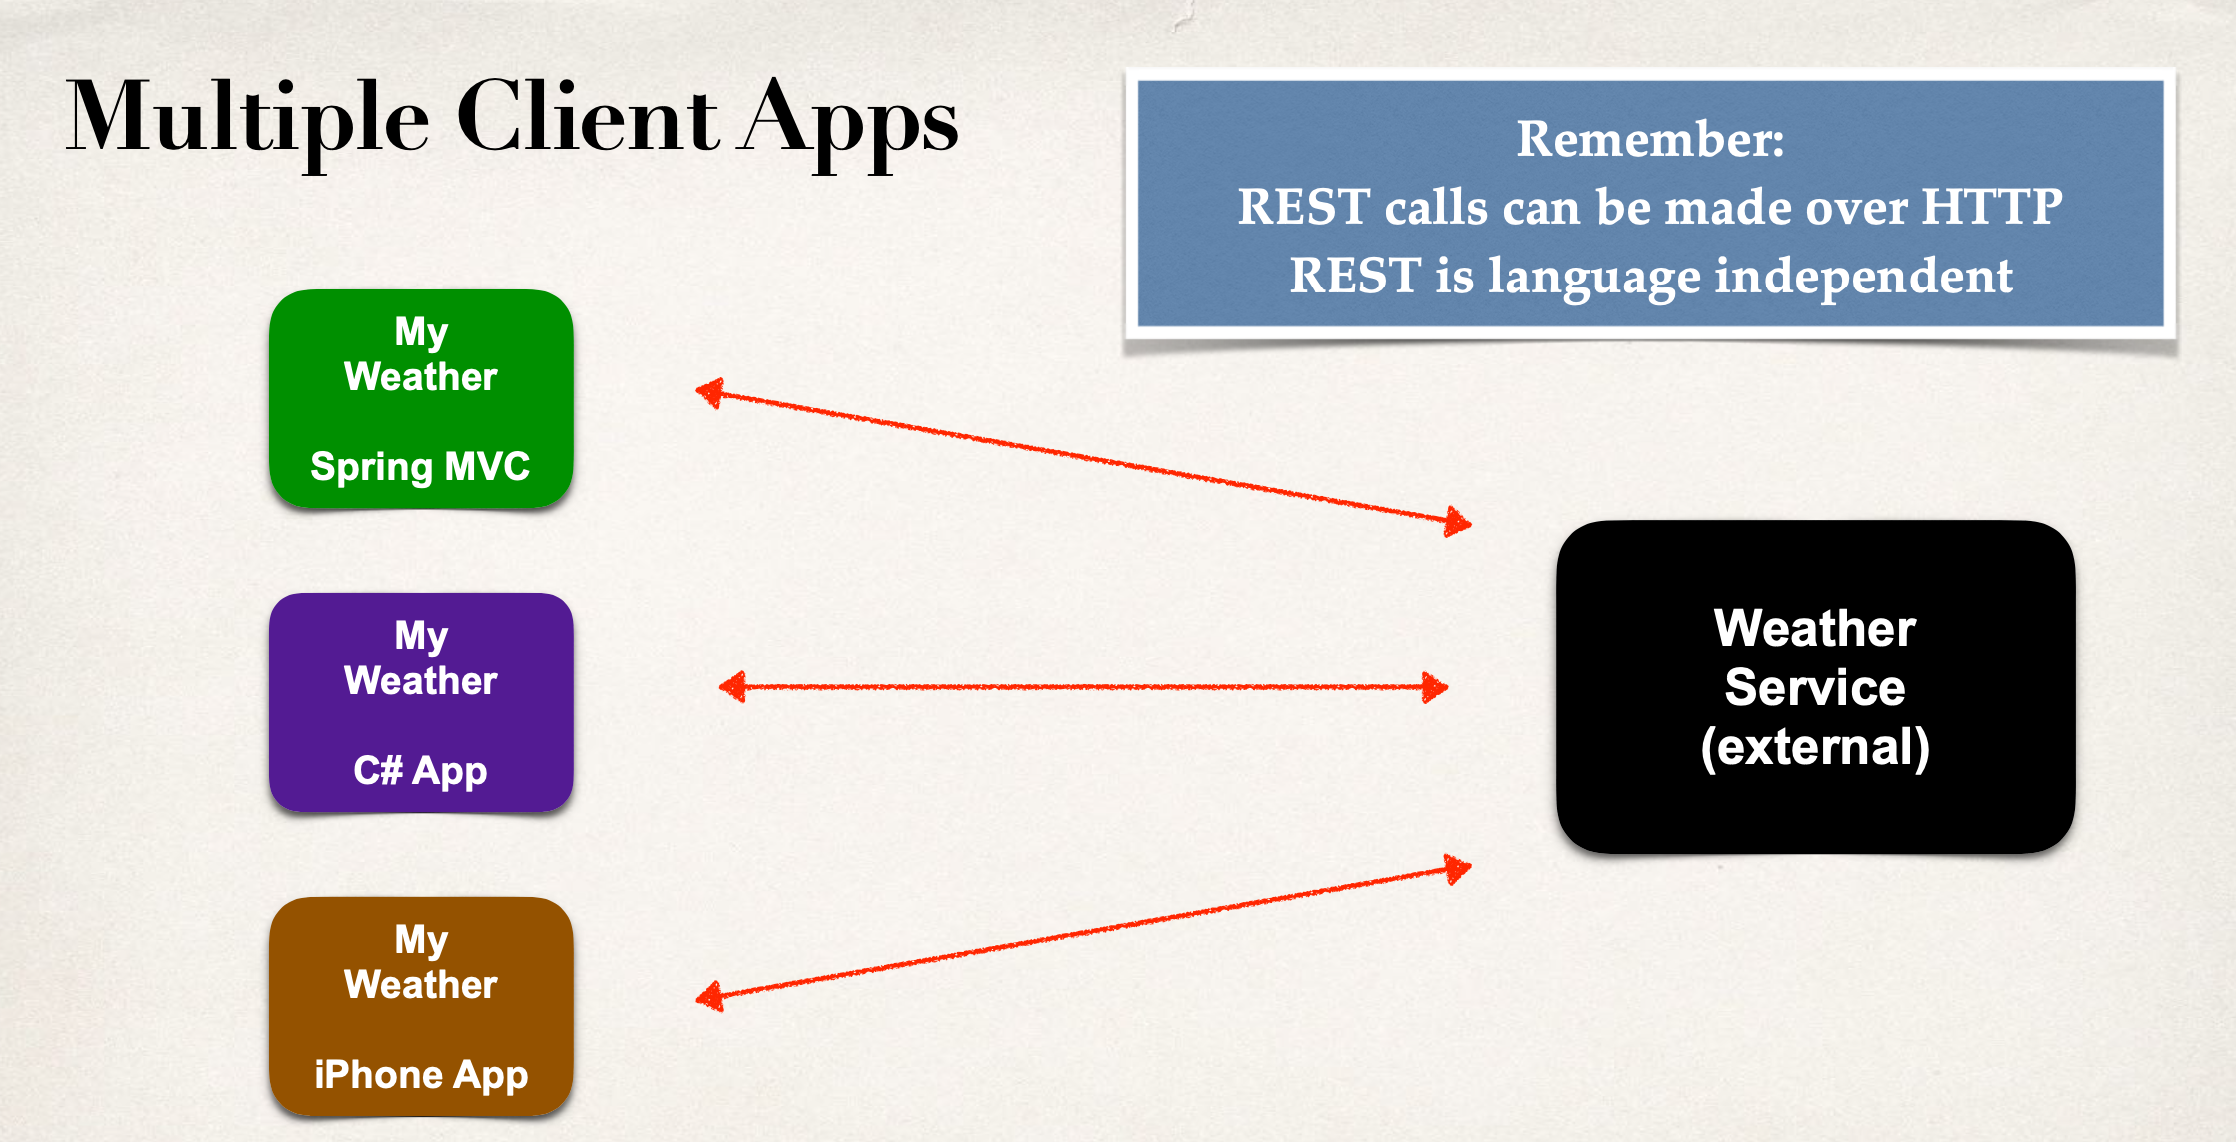 Multiple Client Apps
Remember:
REST calls can be made over HTTP
REST is language independent
My
Weather
Spring MVC
My
Weather
C# App
My
Weather
iPhone App
Weather
Service
(external)